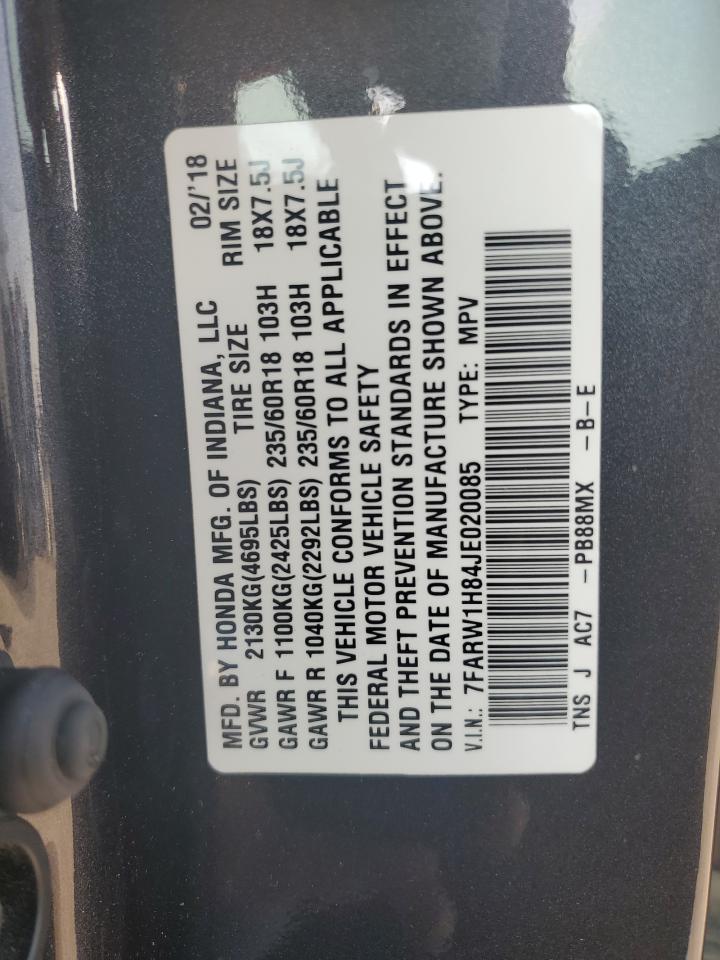 MFD. BY HONDA MFG. OF INDIANA, LLC 02/'18
GVWR 2130KG(4695LBS) TIRE SIZE RIM SIZE
GAWR F 1100KG(2425LBS) 235/60R18 103H 18X7.5J
GAWR R 1040KG(2292LBS) 235/60R18 103H 18X7.5J
THIS VEHICLE CONFORMS TO ALL APPLICABLE
FEDERAL MOTOR VEHICLE SAFETY
AND THEFT PREVENTION STANDARDS IN EFFECT
ON THE DATE OF MANUFACTURE SHOWN ABOVE.
V.I.N.: 7FARW1H84JE020085 TYPE: MPV
TNS J AC7 -PB88MX -B-E